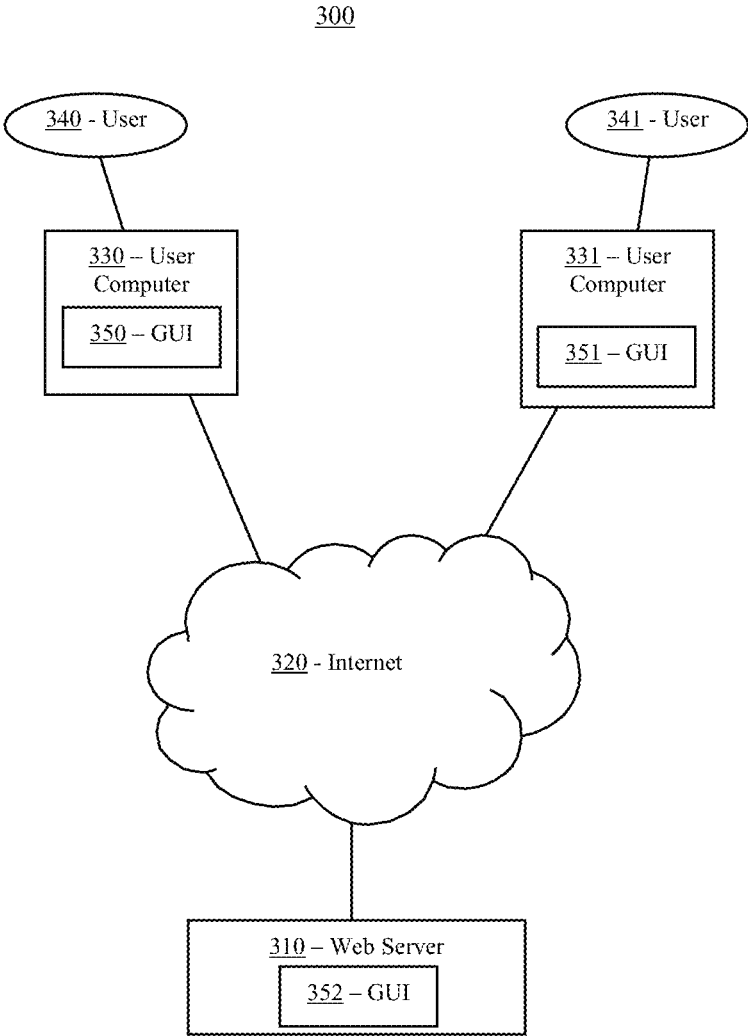 300
340 - User
341 - User
330 – User
Computer
350 – GUI
331 – User
Computer
351 – GUI
320 - Internet
310 – Web Server
352 – GUI